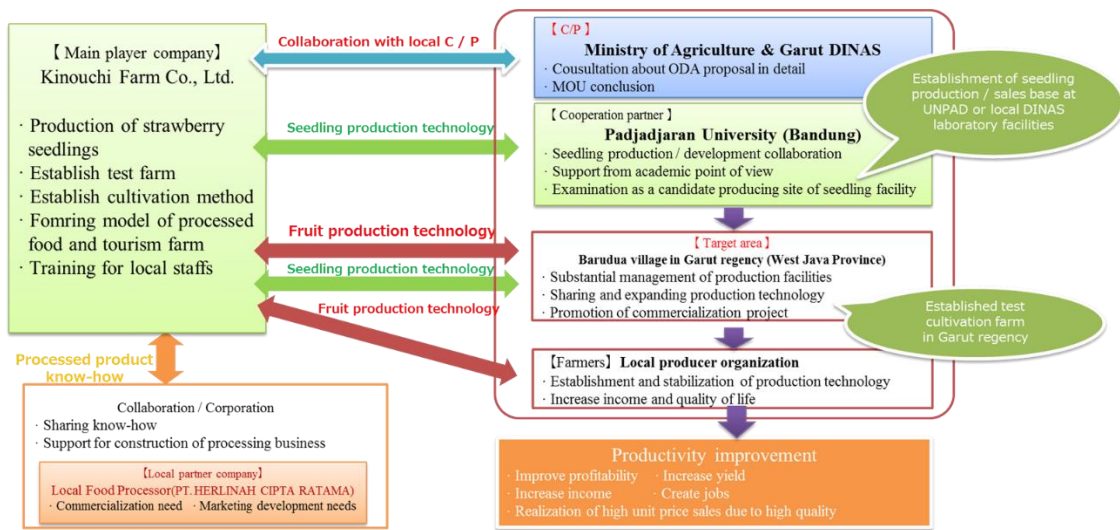 【 Main player company】
Kinouchi Farm Co., Ltd.
· Production of strawberry
seedlings
· Establish test farm
· Establish cultivation method
· Fomring model of processed
food and tourism farm
· Training for local staffs
Collaboration with local C / P
Seedling production technology
Fruit production technology
Seedling production technology
Fruit production technology
【 C/P】
Ministry of Agriculture & Garut DINAS
· Cousultation about ODA proposal in detail
· MOU conclusion
【Cooperation partner】
Padjadjaran University (Bandung)
· Seedling production / development collaboration
· Support from academic point of view
· Examination as a candidate producing site of seedling facility
Establishment of seedling
production / sales base at
UNPAD or local DINAS
laboratory facilities
【 Target area】
Barudua village in Garut regency (West Java Province)
· Substantial management of production facilities
· Sharing and expanding production technology
· Promotion of commercialization project
Established test
cultivation farm
in Garut regency
【Farmers】 Local producer organization
· Establishment and stabilization of production technology
· Increase income and quality of life
Processed product
know-how
Collaboration / Corporation
· Sharing know-how
· Support for construction of processing business
【Local partner company】
Local Food Processor(PT. HERLINAH CIPTA RATAMA)
· Commercialization need · Marketing development needs
Productivity improvement
· Improve profitability · Increase yield
· Increase income · Create jobs
· Realization of high unit price sales due to high quality